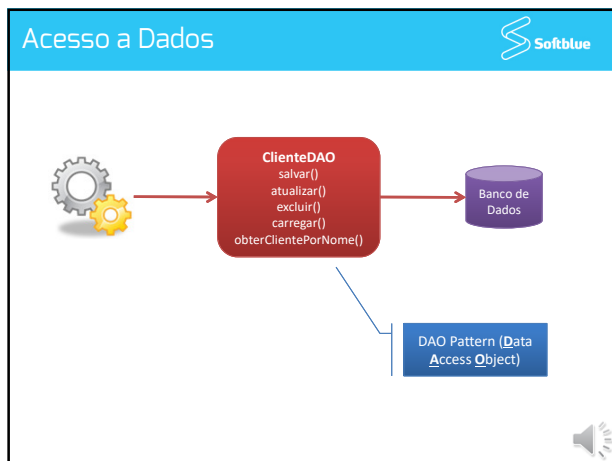 Acesso a Dados
Softblue
ClienteDAO
salvar()
atualizar()
excluir()
carregar()
obterClientePorNome()
Banco de
Dados
DAO Pattern (Data
Access Object)